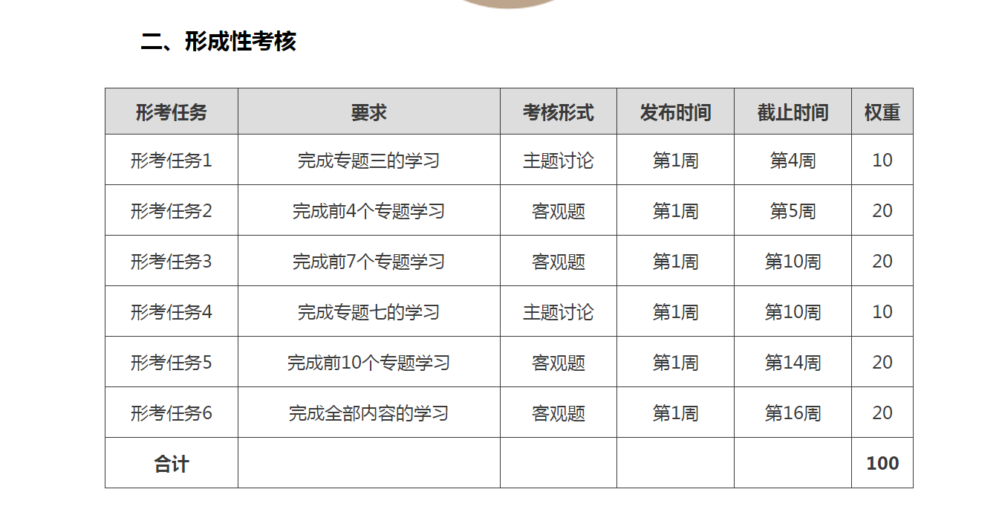 二、形成性考核
形考任务 要求 考核形式 发布时间 截止时间 权重
形考任务1 完成专题三的学习 主题讨论 第1周 第4周 10
形考任务2 完成前4个专题学习 客观题 第1周 第5周 20
形考任务3 完成前7个专题学习 客观题 第1周 第10周 20
形考任务4 完成专题七的学习 主题讨论 第1周 第10周 10
形考任务5 完成前10个专题学习 客观题 第1周 第14周 20
形考任务6 完成全部内容的学习 客观题 第1周 第16周 20
合计 100